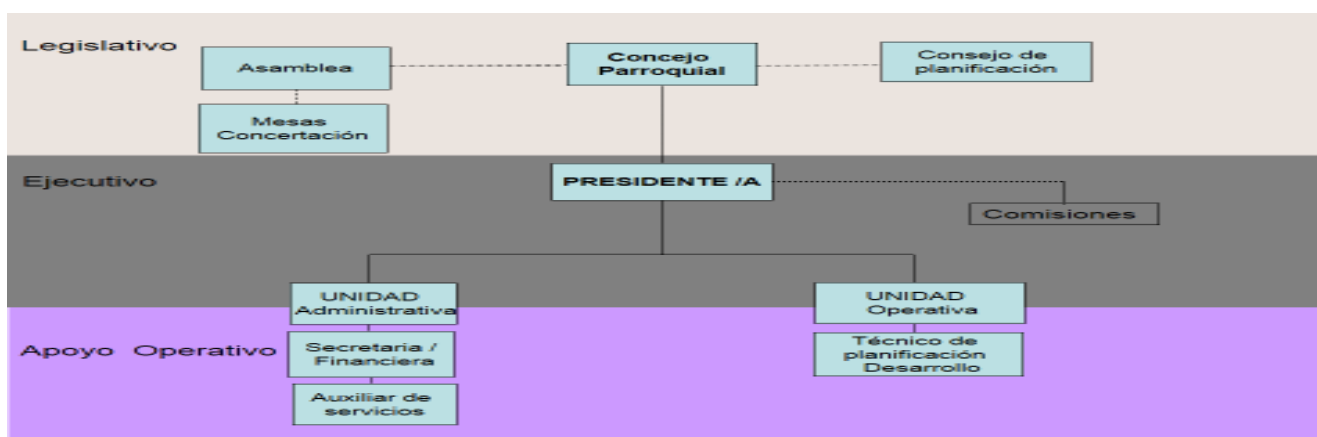 Legislativo
Asamblea
Concejo
Parroquial
Consejo de
planificación
Mesas
Concertación
Ejecutivo
PRESIDENTE /A
Comisiones
UNIDAD
Administrativa
UNIDAD
Operativa
Apoyo Operativo
Secretaria /
Financiera
Técnico de
planificación
Desarrollo
Auxiliar de
servicios